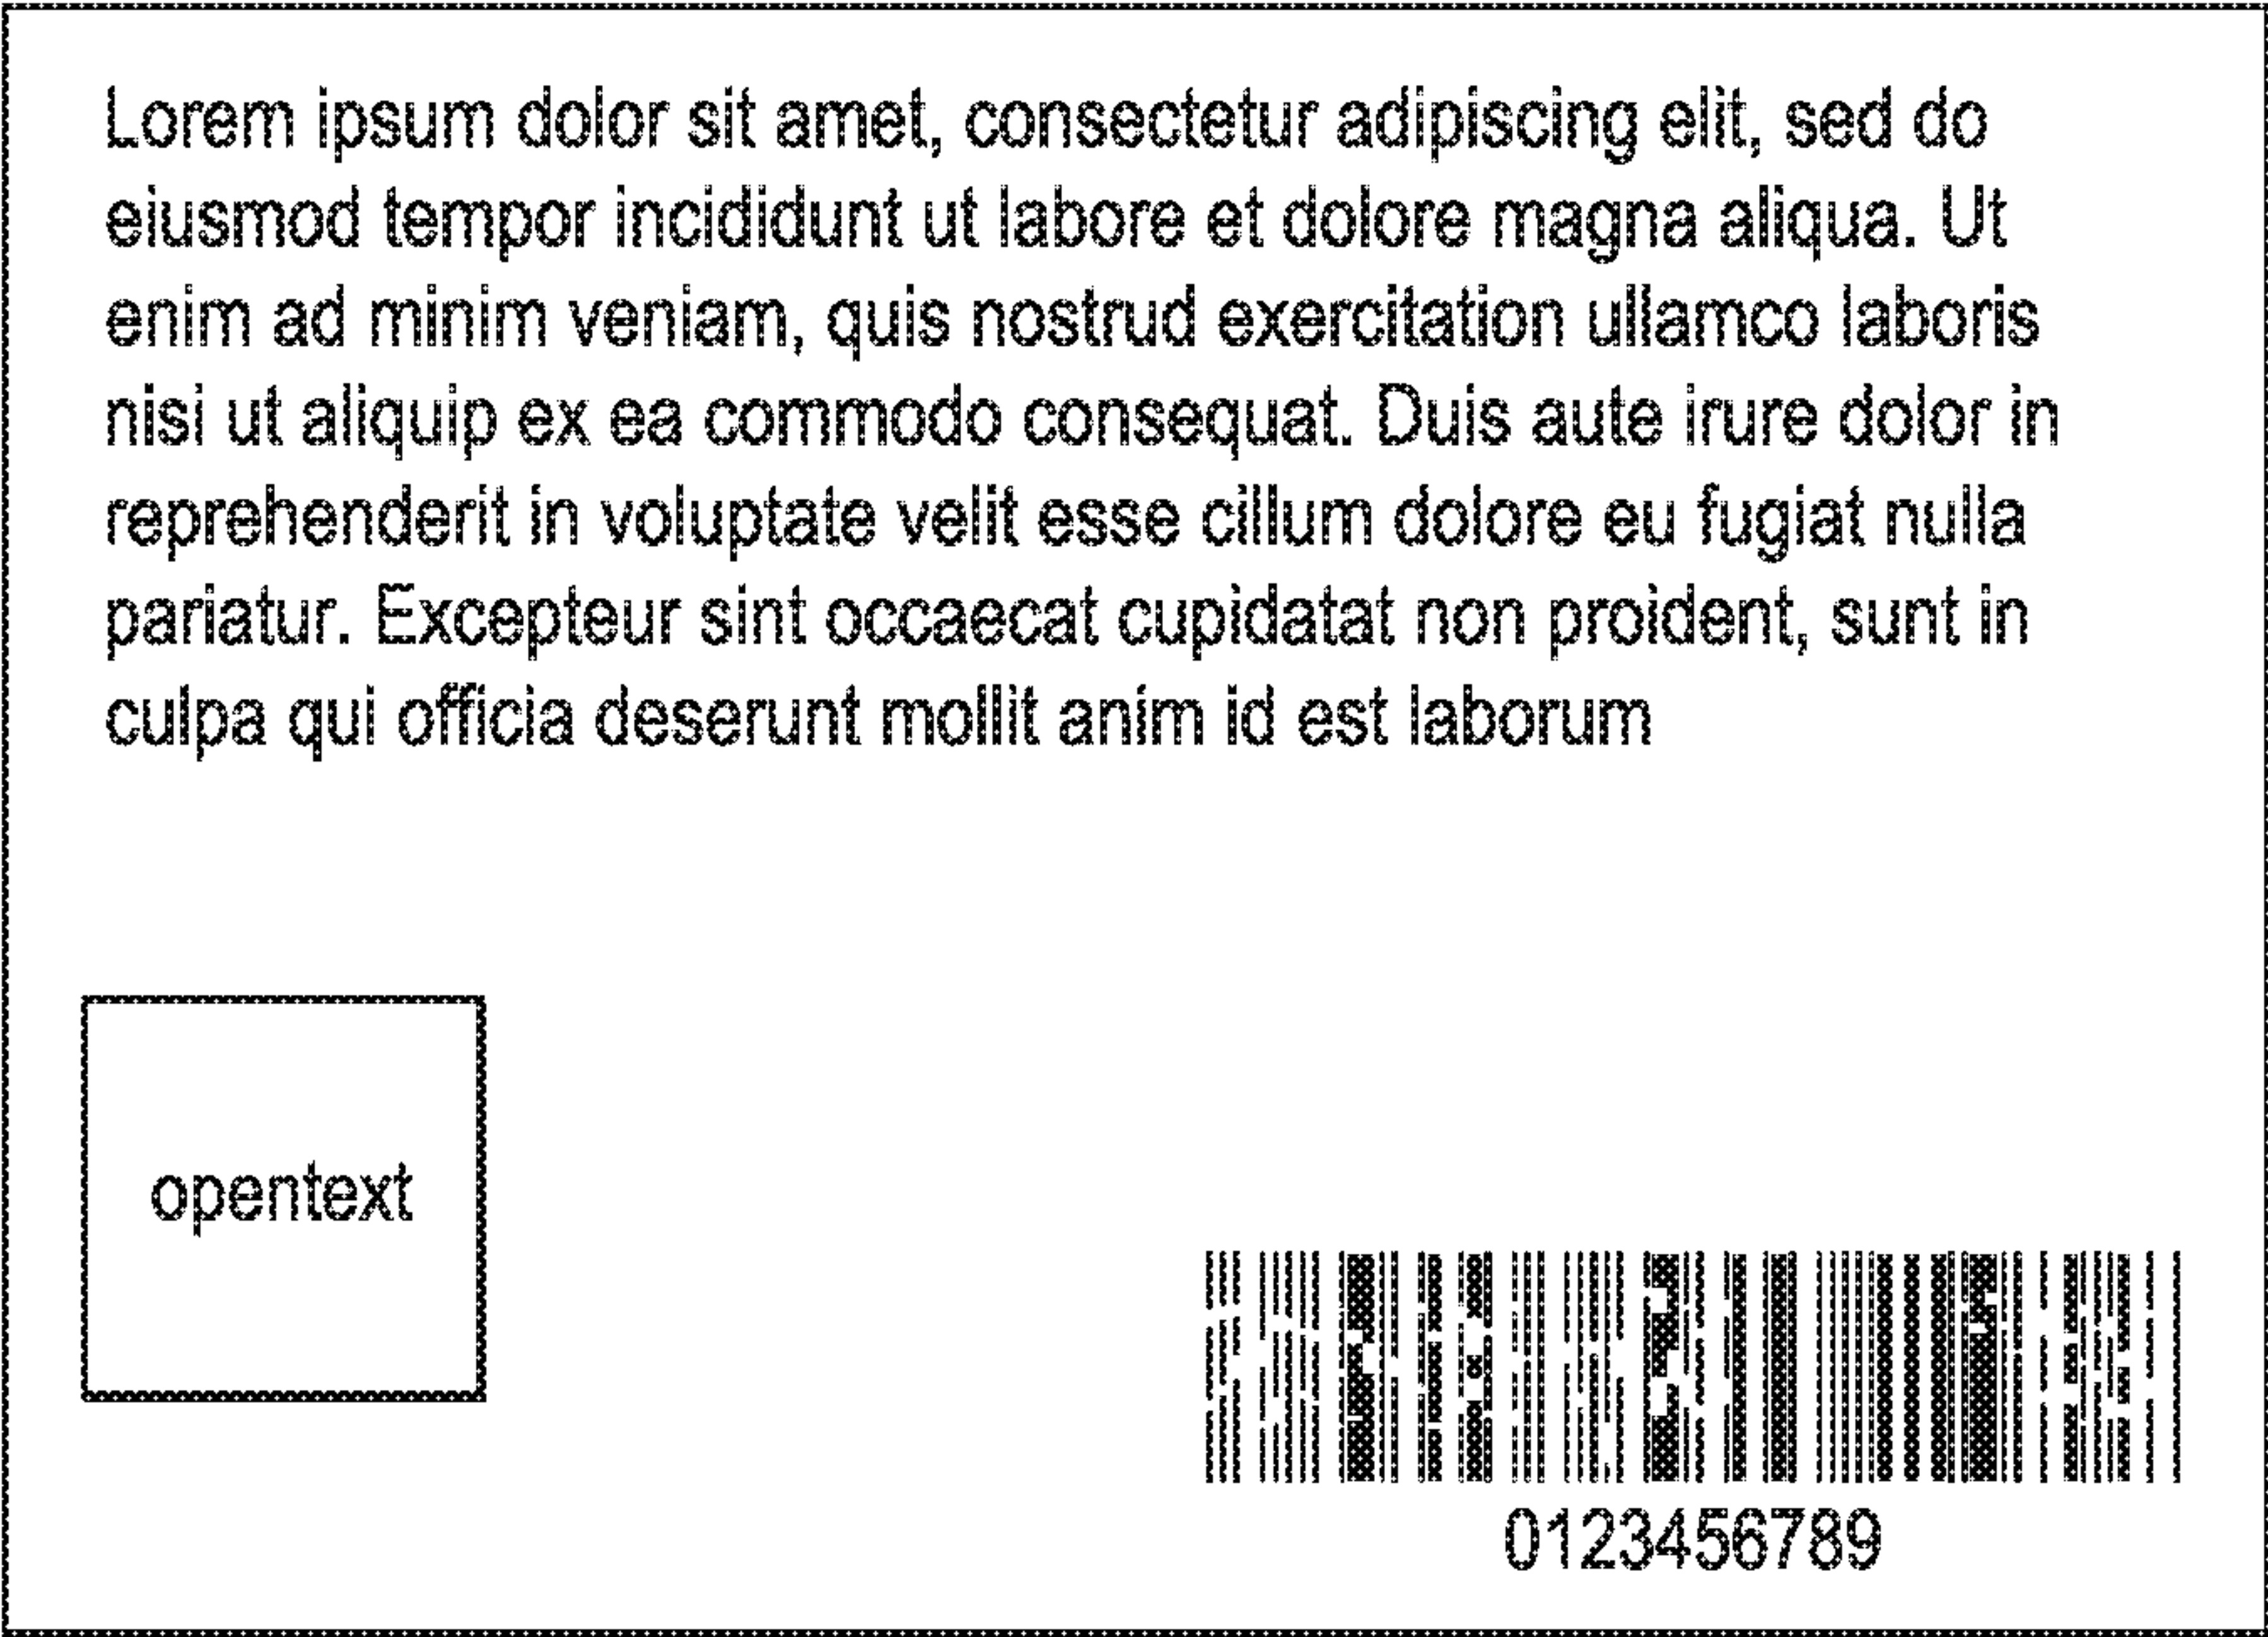 Lorem ipsum dolor sit amet, consectetur adipiscing elit, sed do
eiusmod tempor incididunt ut labore et dolore magna aliqua. Ut
enim ad minim veniam, quis nostrud exercitation ullamco laboris
nisi ut aliquip ex ea commodo consequat. Duis aute irure dolor in
reprehenderit in voluptate velit esse cillum dolore eu fugiat nulla
pariatur. Excepteur sint occaecat cupidatat non proident, sunt in
culpa qui officia deserunt mollit anim id est laborum
opentext
0123456789